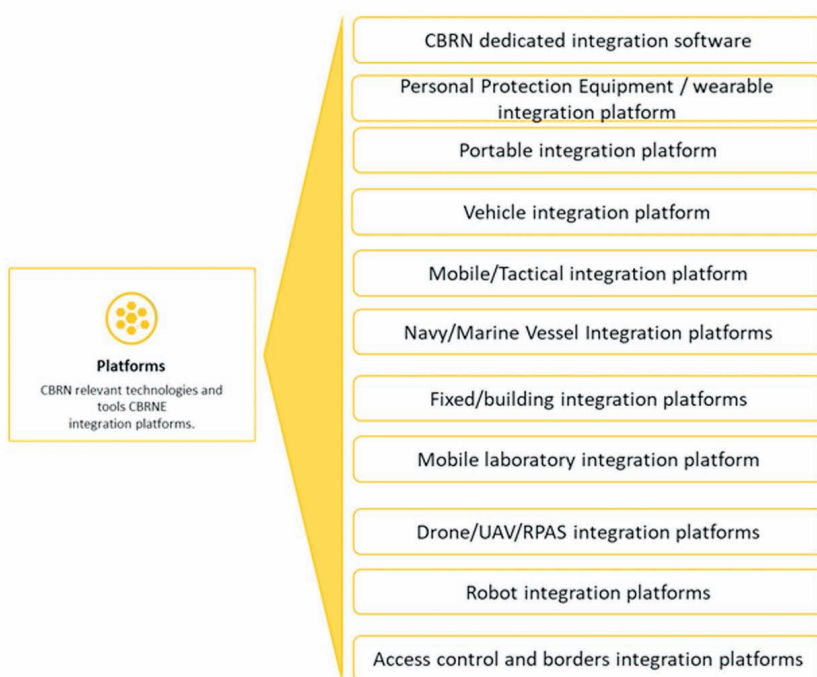 Platforms
CBRN relevant technologies and
tools CBRNE
integration platforms.
CBRN dedicated integration software
Personal Protection Equipment / wearable
integration platform
Portable integration platform
Vehicle integration platform
Mobile/Tactical integration platform
Navy/Marine Vessel Integration platforms
Fixed/building integration platforms
Mobile laboratory integration platform
Drone/UAV/RPAS integration platforms
Robot integration platforms
Access control and borders integration platforms